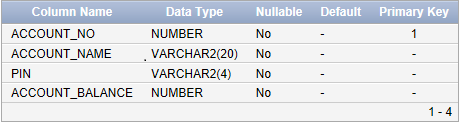 Column Name Data Type Nullable Default Primary Key
ACCOUNT_NO NUMBER No - 1
ACCOUNT_NAME VARCHAR2(20) No - -
PIN VARCHAR2(4) No - -
ACCOUNT_BALANCE NUMBER No - -
1 - 4